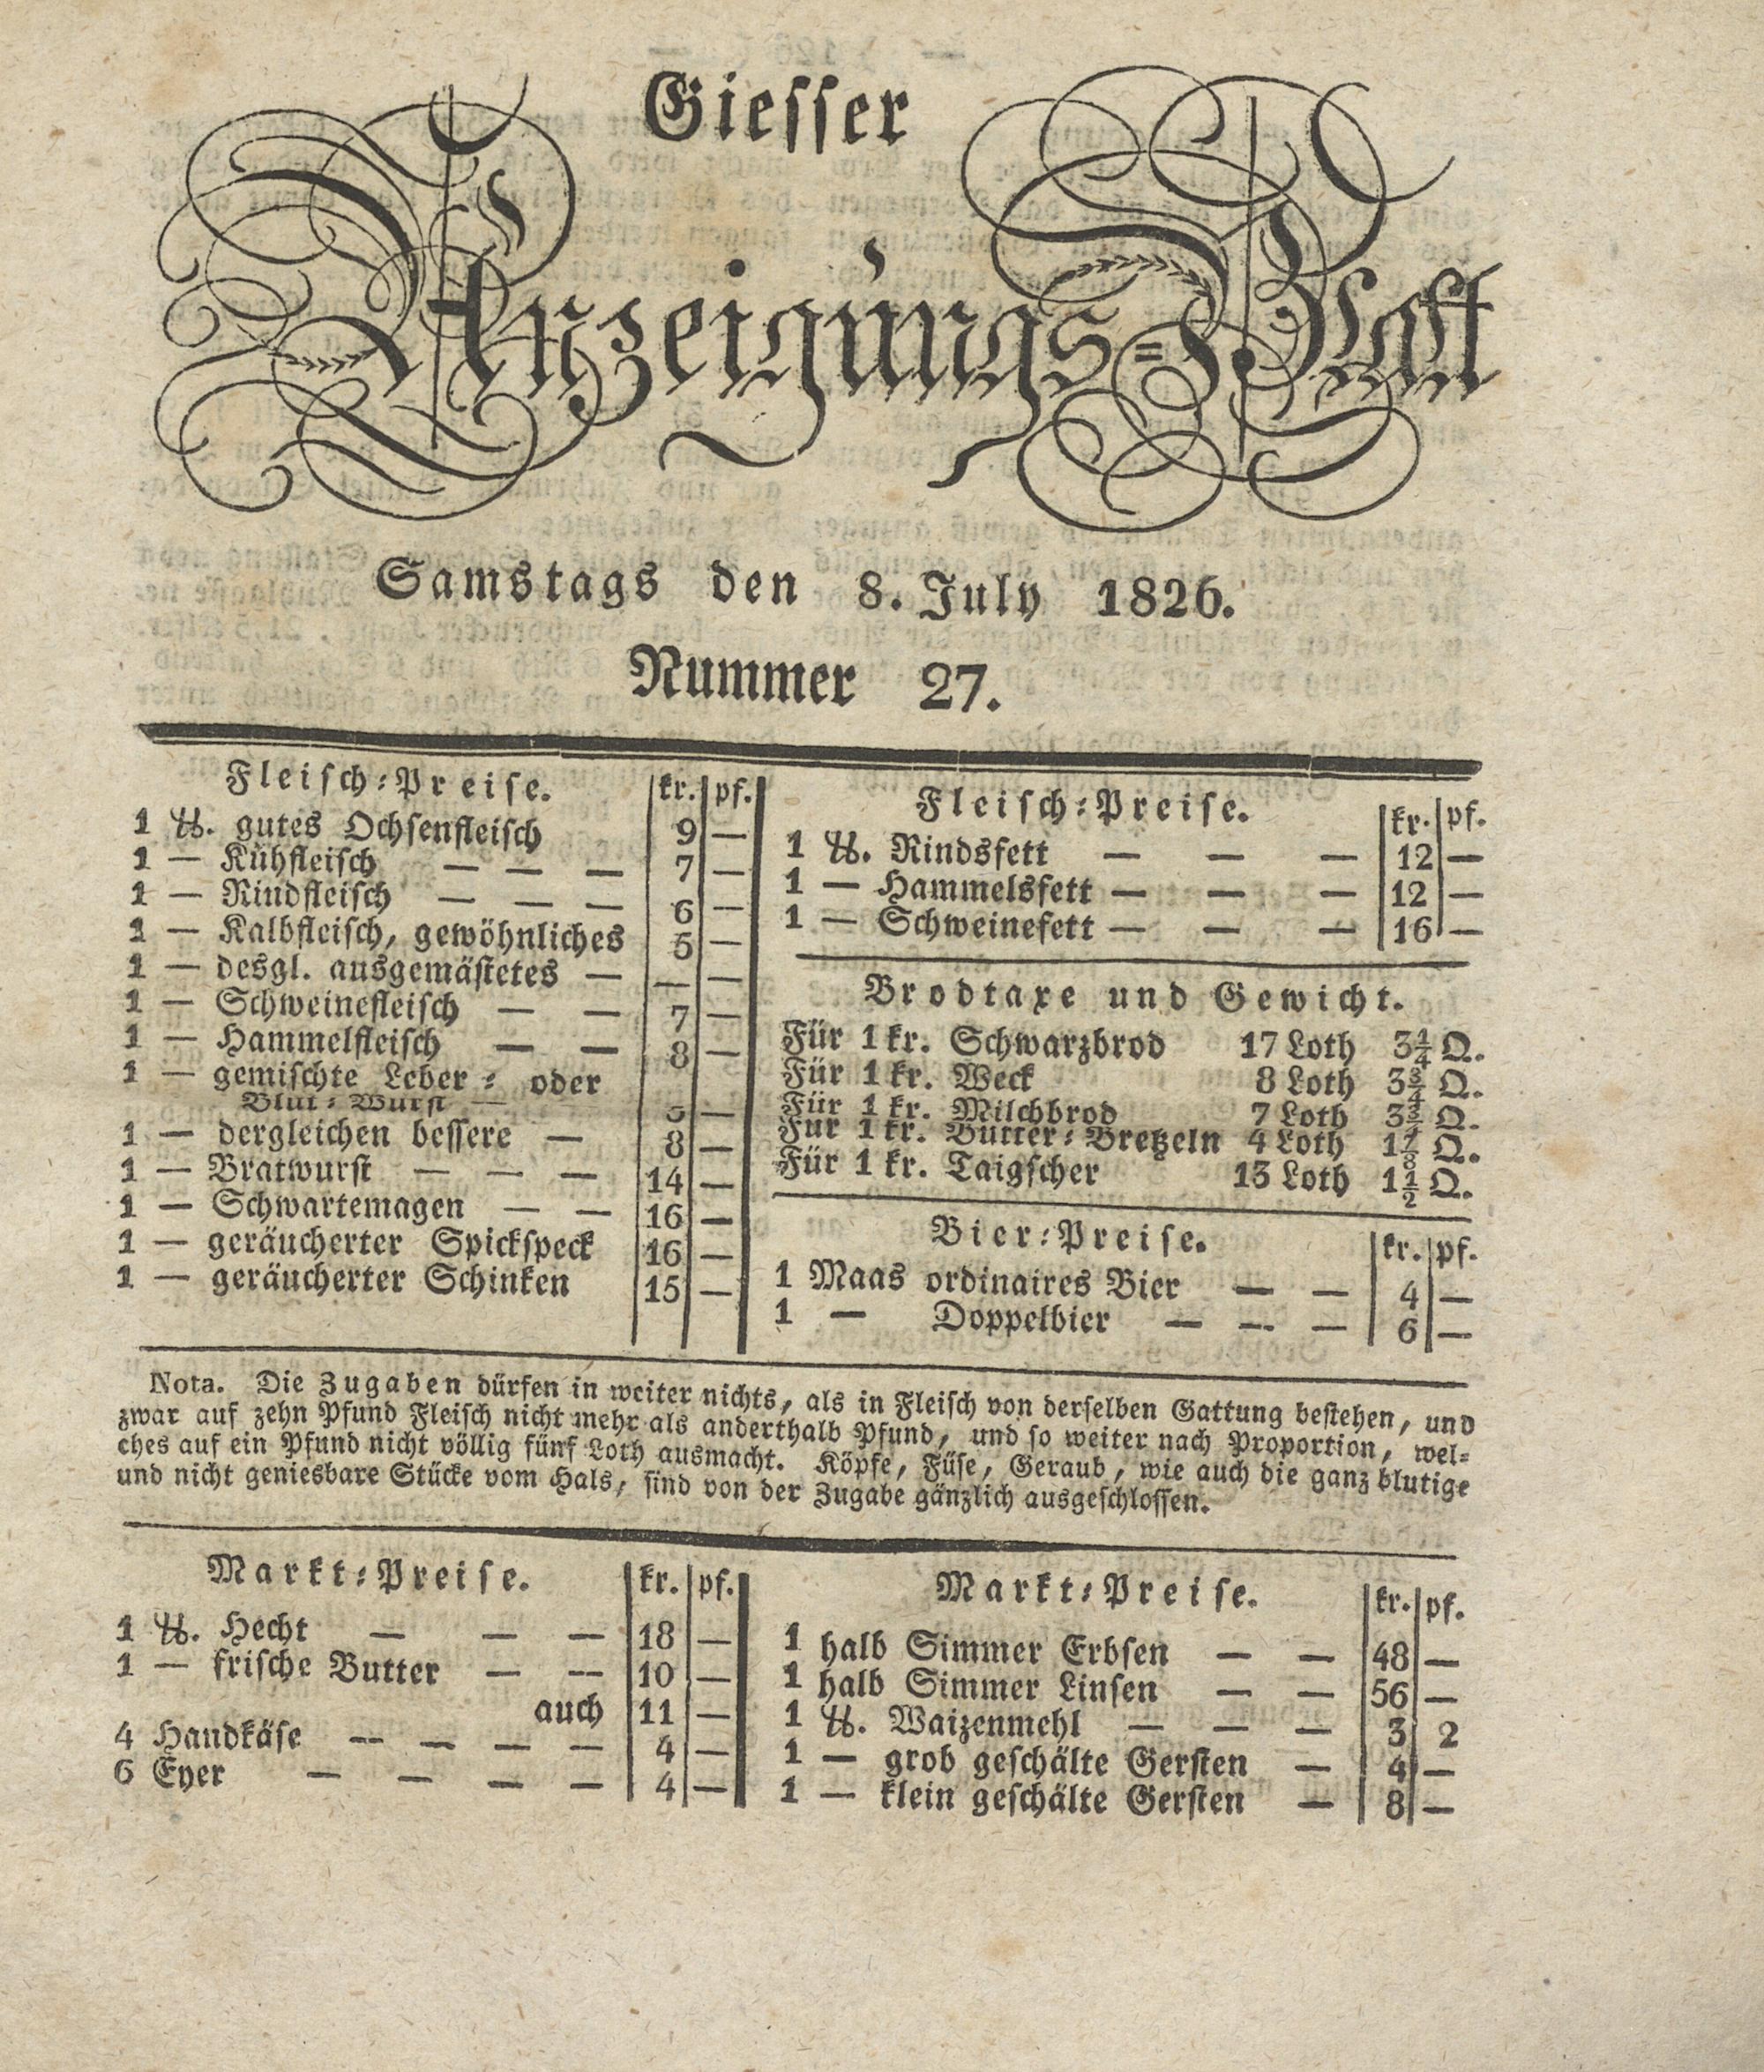 Giesser
Anzeigungs=Blatt
Samstags den 8. July 1826.
Nummer 27.
Fleisch=Preise. kr. pf.
1 ℔. gutes Ochsenfleisch 9 —
1 — Kühfleisch — — — 7 —
1 — Rindfleisch — — — 6 —
1 — Kalbfleisch, gewöhnliches 5 —
1 — desgl. ausgemästetes — — —
1 — Schweinefleisch — — 7 —
1 — Hammelfleisch — — 8 —
1 — gemischte Leber= oder
Blut=Wurst — 5 —
1 — dergleichen bessere — 8 —
1 — Bratwurst — — — 14 —
1 — Schwartemagen — — 16 —
1 — geräucherter Spickspeck 16 —
1 — geräucherter Schinken 15 —
Fleisch=Preise. kr. pf.
1 ℔. Rindsfett — — — 12 —
1 — Hammelsfett — — — 12 —
1 — Schweinefett — — — 16 —
Brodtaxe und Gewicht.
Für 1 kr. Schwarzbrod 17 Loth 3¼ Q.
Für 1 kr. Weck 8 Loth 3¾ Q.
Für 1 kr. Milchbrod 7 Loth 3¾ Q.
Für 1 kr. Butter=Bretzeln 4 Loth 1⅞ Q.
Für 1 kr. Taigscher 13 Loth 1½ Q.
Bier=Preise. kr. pf.
1 Maas ordinaires Bier — — 4 —
1 — Doppelbier — — — 6 —
Nota. Die Zugaben dürfen in weiter nichts, als in Fleisch von derselben Gattung bestehen, und
zwar auf zehn Pfund Fleisch nicht mehr als anderthalb Pfund, und so weiter nach Proportion, wel=
ches auf ein Pfund nicht völlig fünf Loth ausmacht. Köpfe, Füse, Geraub, wie auch die ganz blutige
und nicht geniesbare Stücke vom Hals, sind von der Zugabe gänzlich ausgeschlossen.
Markt=Preise. kr. pf.
1 ℔. Hecht — — — 18 —
1 — frische Butter — — 10 —
auch 11 —
4 Handkäse — — — — 4 —
6 Eyer — — — — 4 —
Markt=Preise. kr. pf.
1 halb Simmer Erbsen — — 48 —
1 halb Simmer Linsen — — 56 —
1 ℔. Waizenmehl — — — 3 2
1 — grob geschälte Gersten — 4 —
1 — klein geschälte Gersten — 8 —